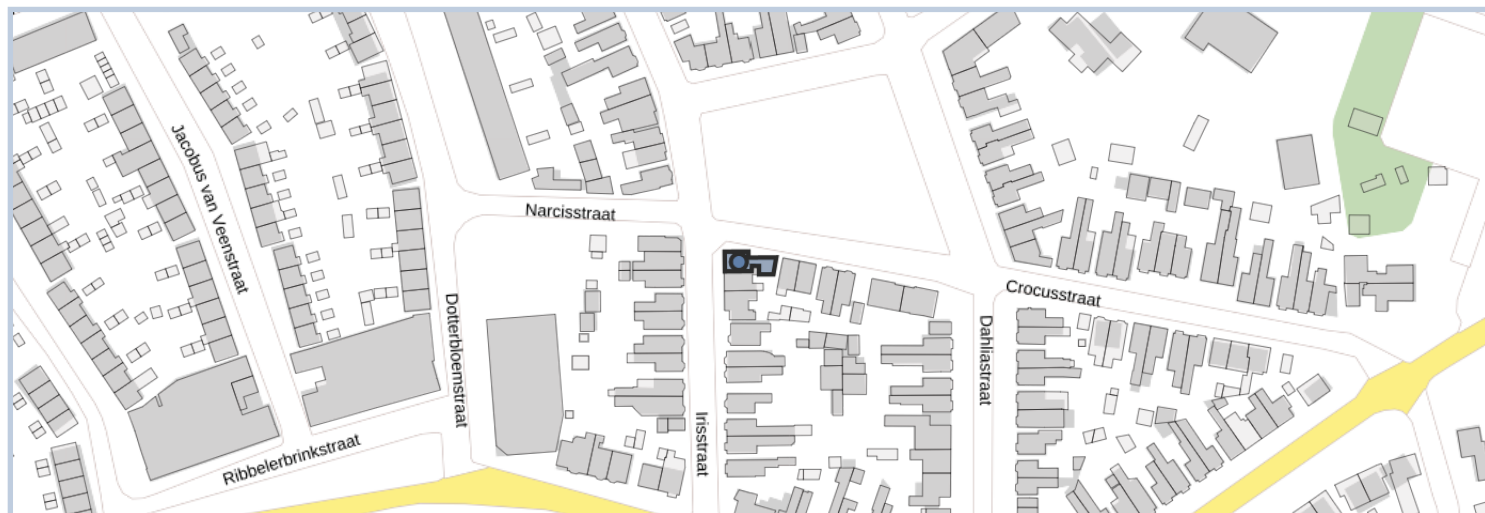 Jacobus van Veenstraat
Narcisstraat
Crocusstraat
Dotterbloemstraat
Dahliastraat
Irisstraat
Ribbelerbrinkstraat